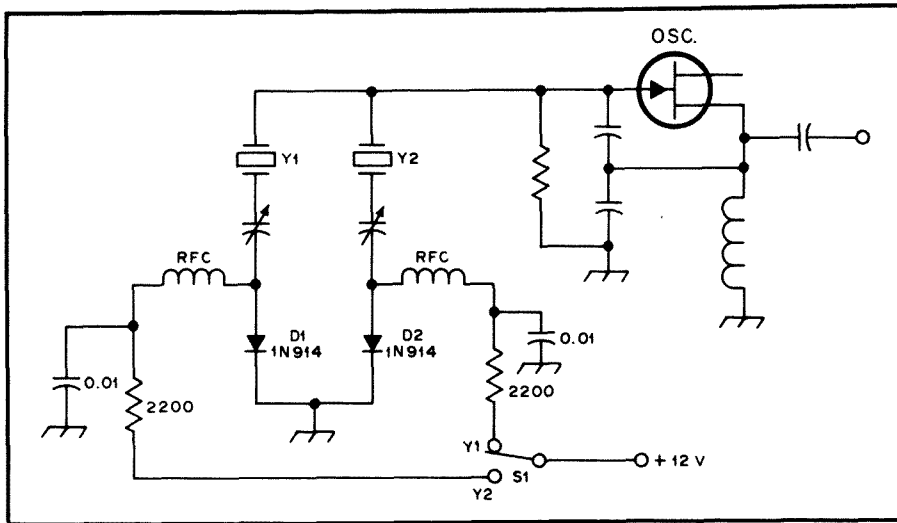 OSC.
Y1
Y2
RFC
RFC
D1
1N914
D2
1N914
0.01
0.01
2200
2200
Y1
S1
+ 12 V
Y2